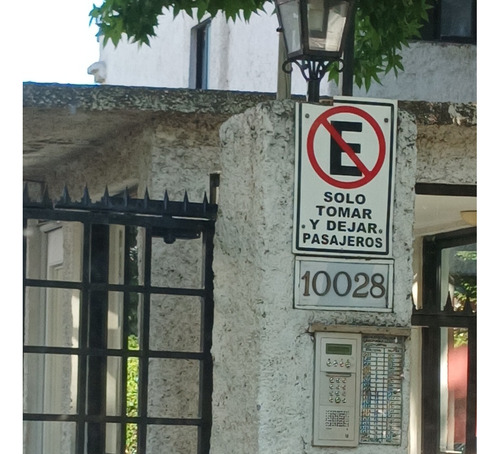 E
SOLO
TOMAR
Y DEJAR
PASAJEROS
10028